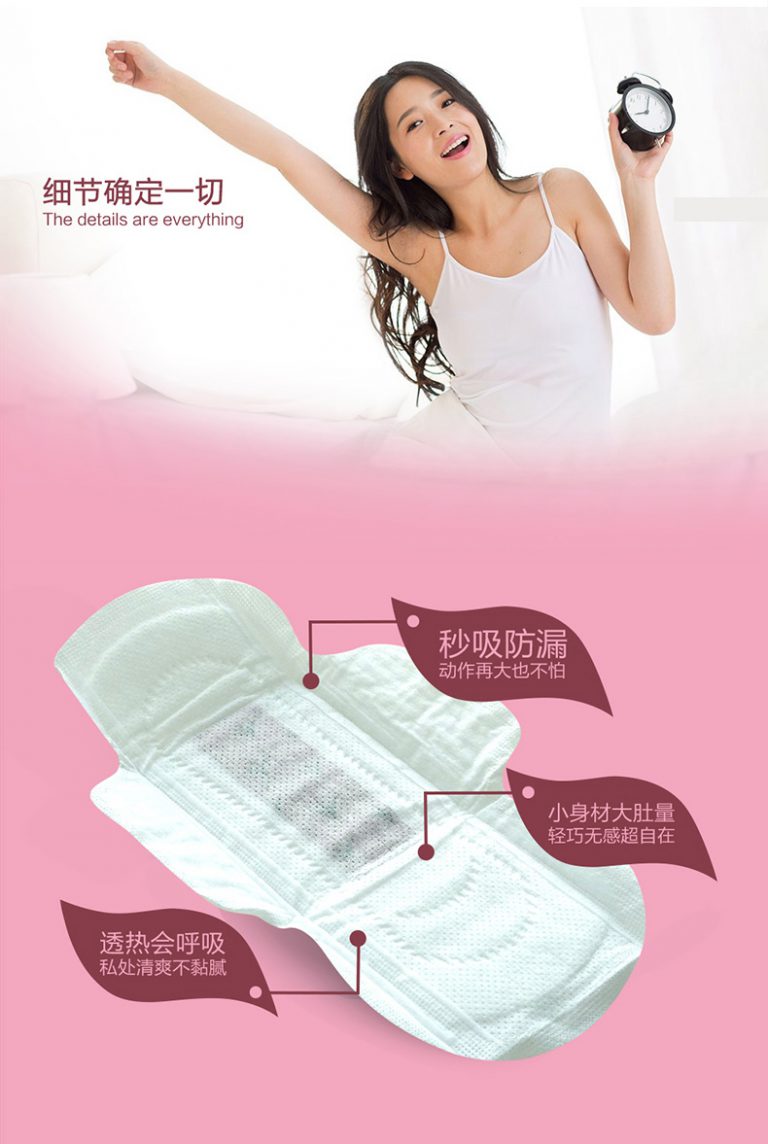 细节确定一切
The details are everything
秒吸防漏
动作再大也不怕
小身材大肚量
轻巧无感超自在
透热会呼吸
私处清爽不黏腻